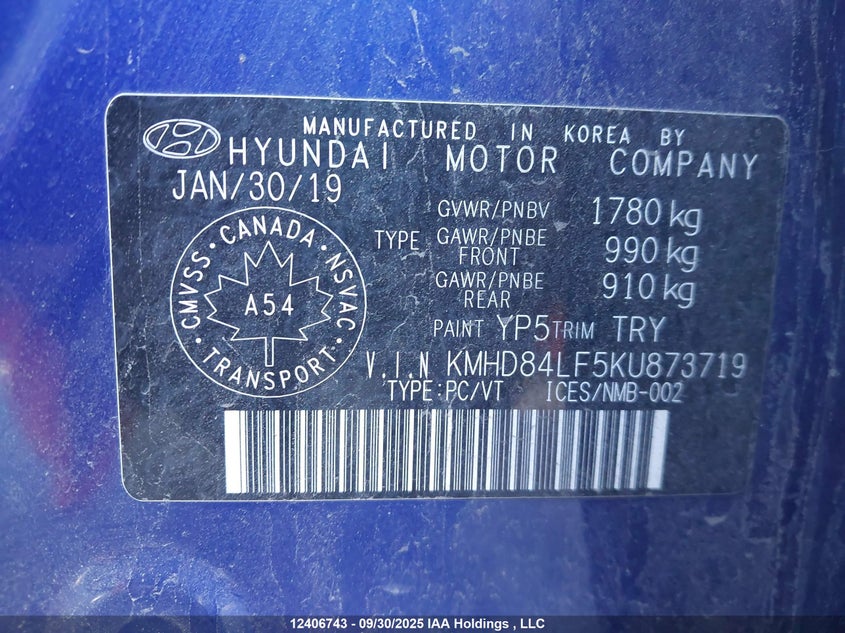 MANUFACTURED IN KOREA BY
HYUNDAI MOTOR COMPANY
JAN/30/19
GVWR/PNBV 1780 kg
TYPE GAWR/PNBE FRONT 990 kg
GAWR/PNBE REAR 910 kg
CMVSS · CANADA · NSVAC · TRANSPORT ·
A54
PAINT YP5 TRIM TRY
V.I.N KMHD84LF5KU873719
TYPE:PC/VT ICES/NMB-002
12406743 - 09/30/2025 IAA Holdings , LLC